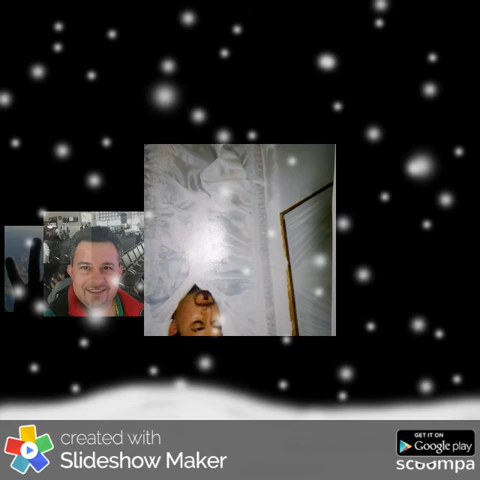 created with
Slideshow Maker
GET IT ON
Google play
scoompa